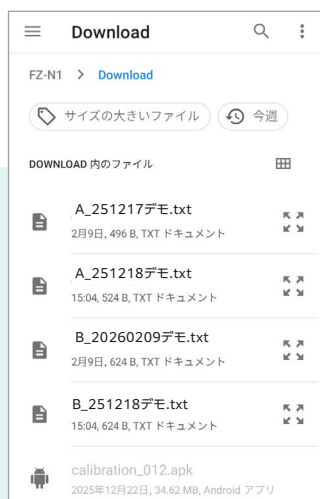 Download
FZ-N1 > Download
サイズの大きいファイル
今週
DOWNLOAD 内のファイル
A_251217デモ.txt
2月9日, 496 B, TXT ドキュメント
A_251218デモ.txt
15:04, 524 B, TXT ドキュメント
B_20260209デモ.txt
2月9日, 624 B, TXT ドキュメント
B_251218デモ.txt
15:04, 624 B, TXT ドキュメント
calibration_012.apk
2025年12月22日, 34.62 MB, Android アプリ